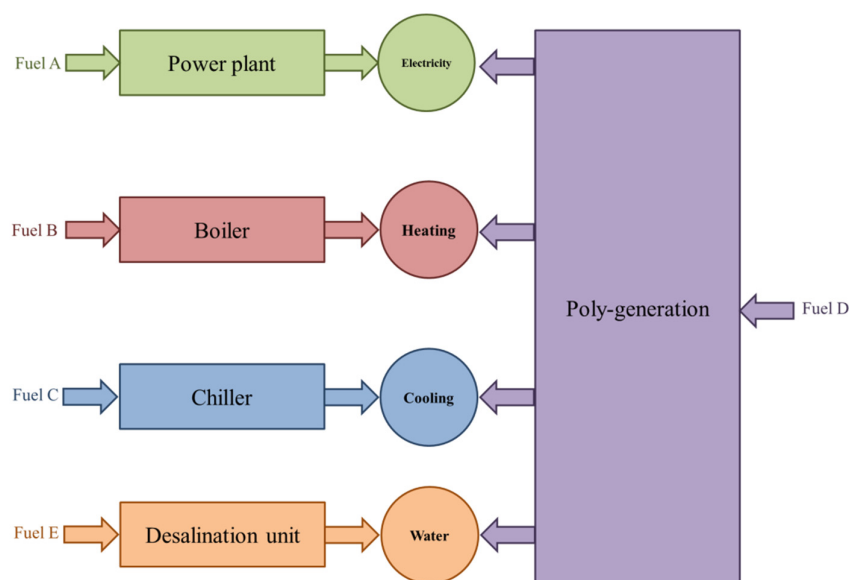 Fuel A
Power plant
Electricity
Fuel B
Boiler
Heating
Poly-generation
Fuel D
Fuel C
Chiller
Cooling
Fuel E
Desalination unit
Water